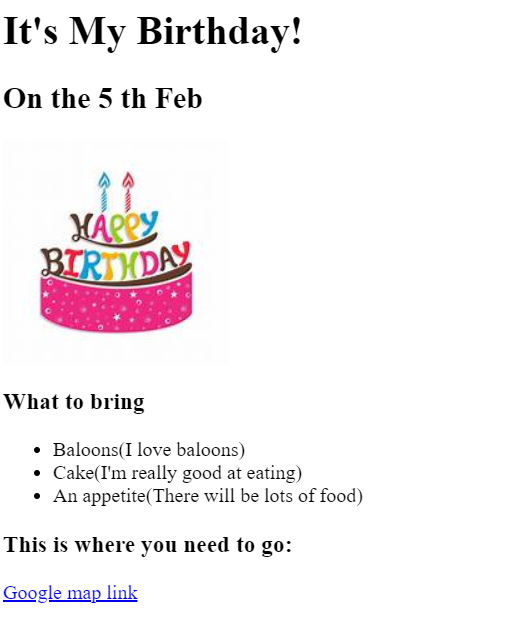 It's My Birthday!
On the 5 th Feb
HAPPY
BIRTHDAY
What to bring
Baloons(I love baloons)
Cake(I'm really good at eating)
An appetite(There will be lots of food)
This is where you need to go:
Google map link